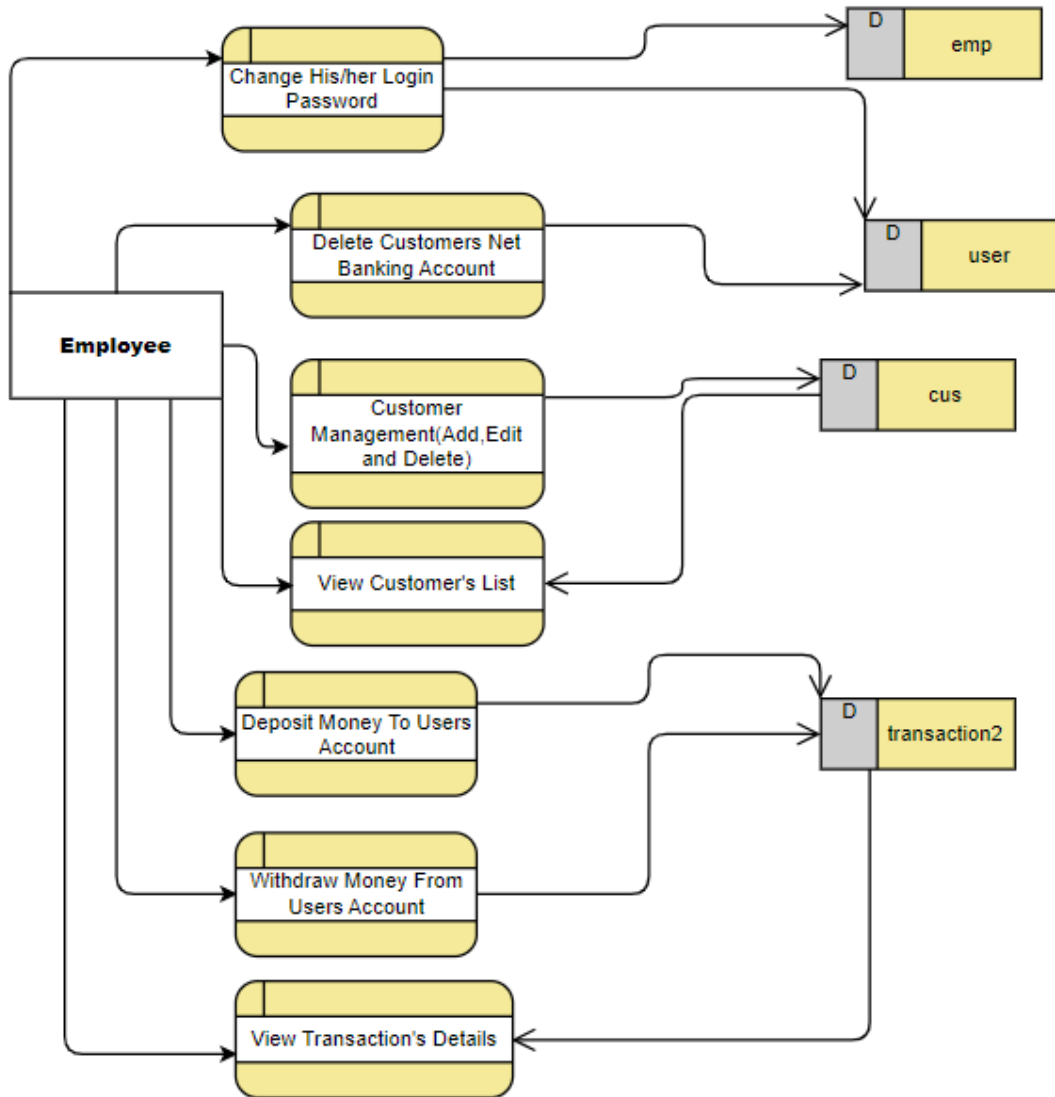 D
emp
Change His/her Login
Password
D
user
Delete Customers Net
Banking Account
Employee
D
cus
Customer
Management(Add,Edit
and Delete)
View Customer's List
D
transaction2
Deposit Money To Users
Account
Withdraw Money From
Users Account
View Transaction's Details